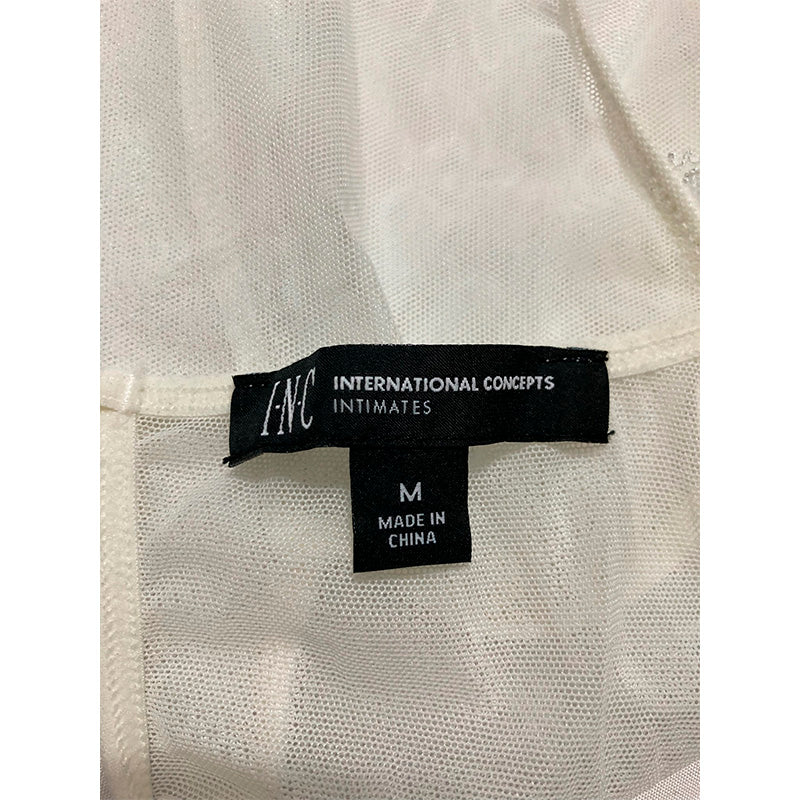 I·N·C
INTERNATIONAL CONCEPTS
INTIMATES
M
MADE IN
CHINA